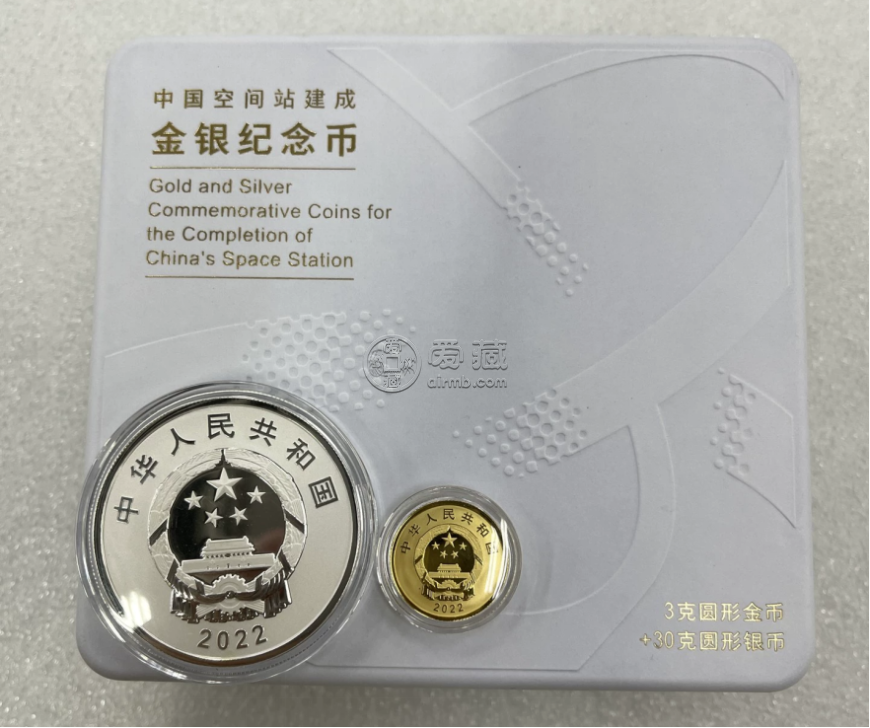 中国空间站建成
金银纪念币
Gold and Silver
Commemorative Coins for
the Completion of
China's Space Station
爱藏
airmb.com
中华人民共和国
2022
中华人民共和国
2022
3克圆形金币
+30克圆形银币